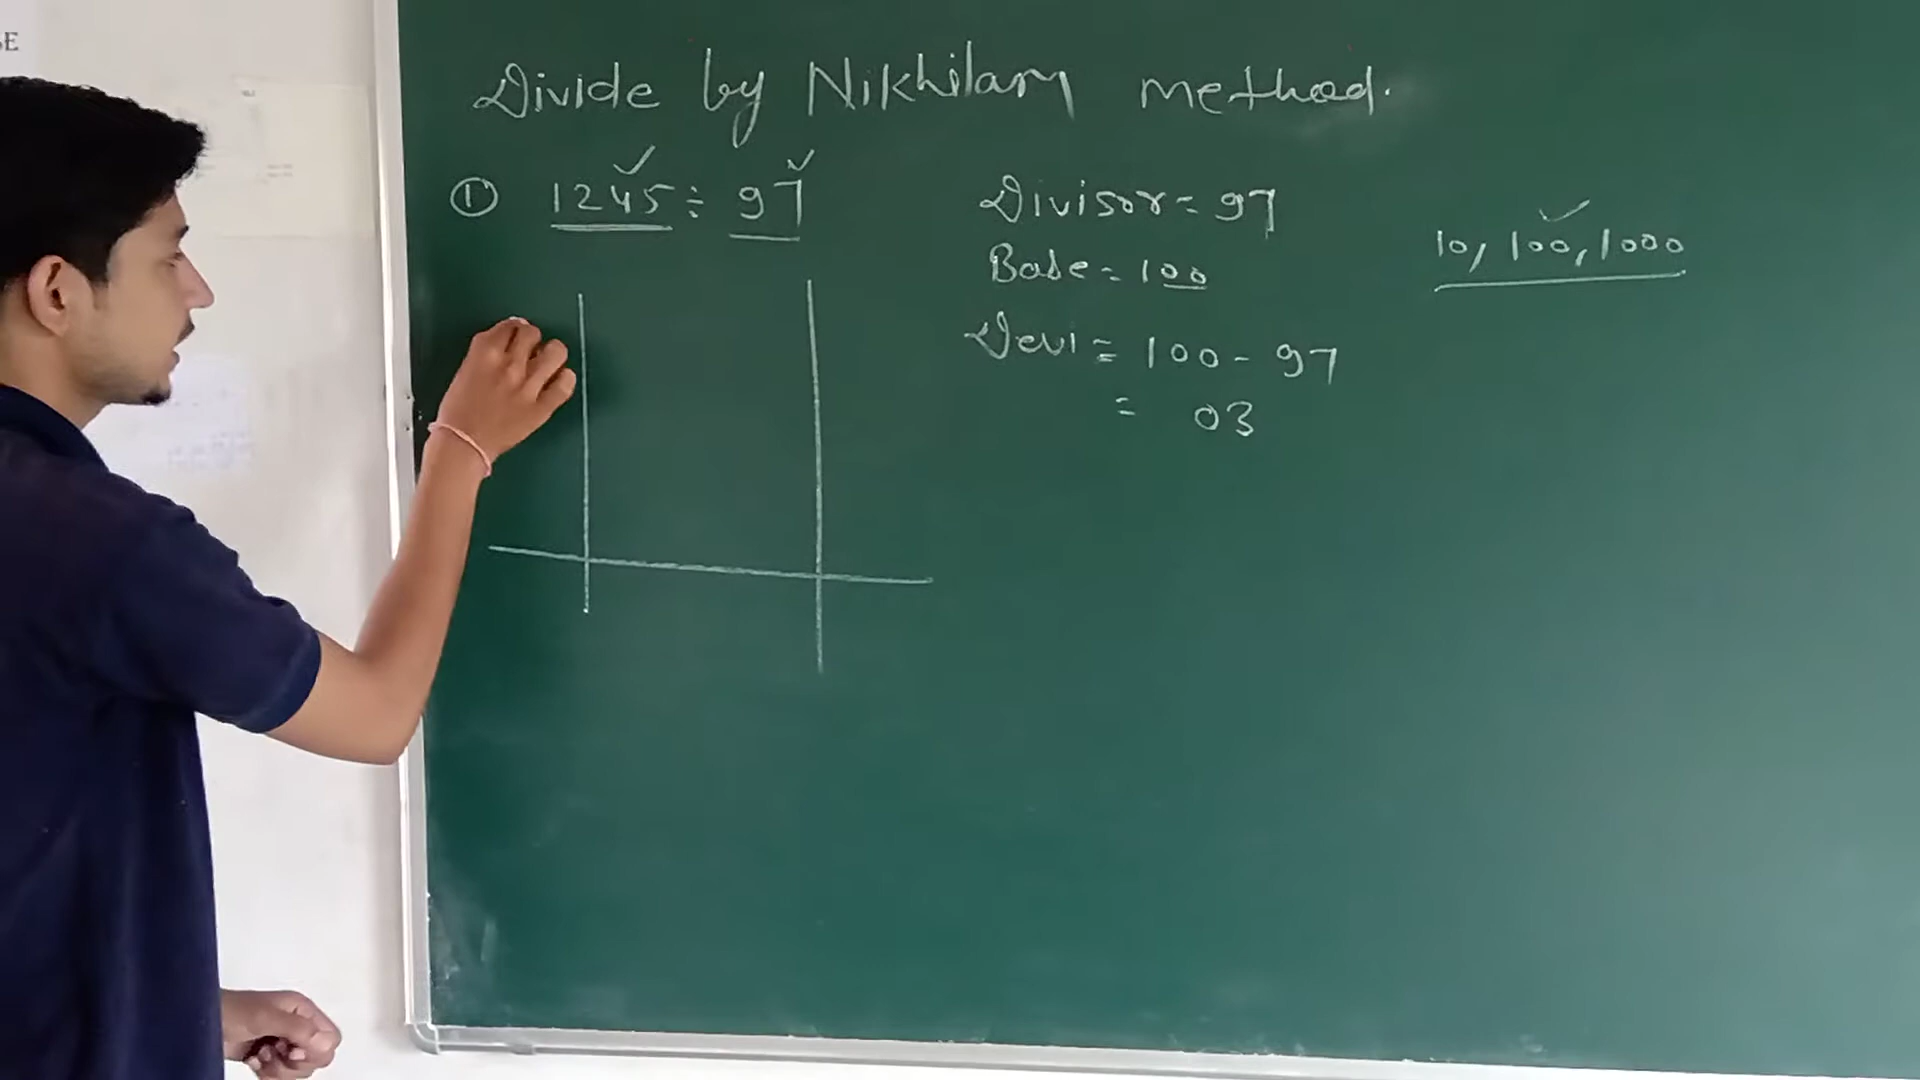 Divide by Nikhilam method.
① 1245 ÷ 97
Divisor = 97
Base = 100
Devi = 100 - 97
= 03
10, 100, 1000